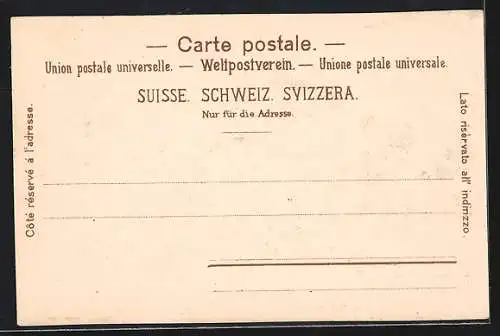 — Carte postale. —
Union postale universelle. — Weltpostverein. — Unione postale universale.
SUISSE. SCHWEIZ. SVIZZERA.
Nur für die Adresse.
Côté réservé á l'adresse.
Lato riservato all' indirizzo.